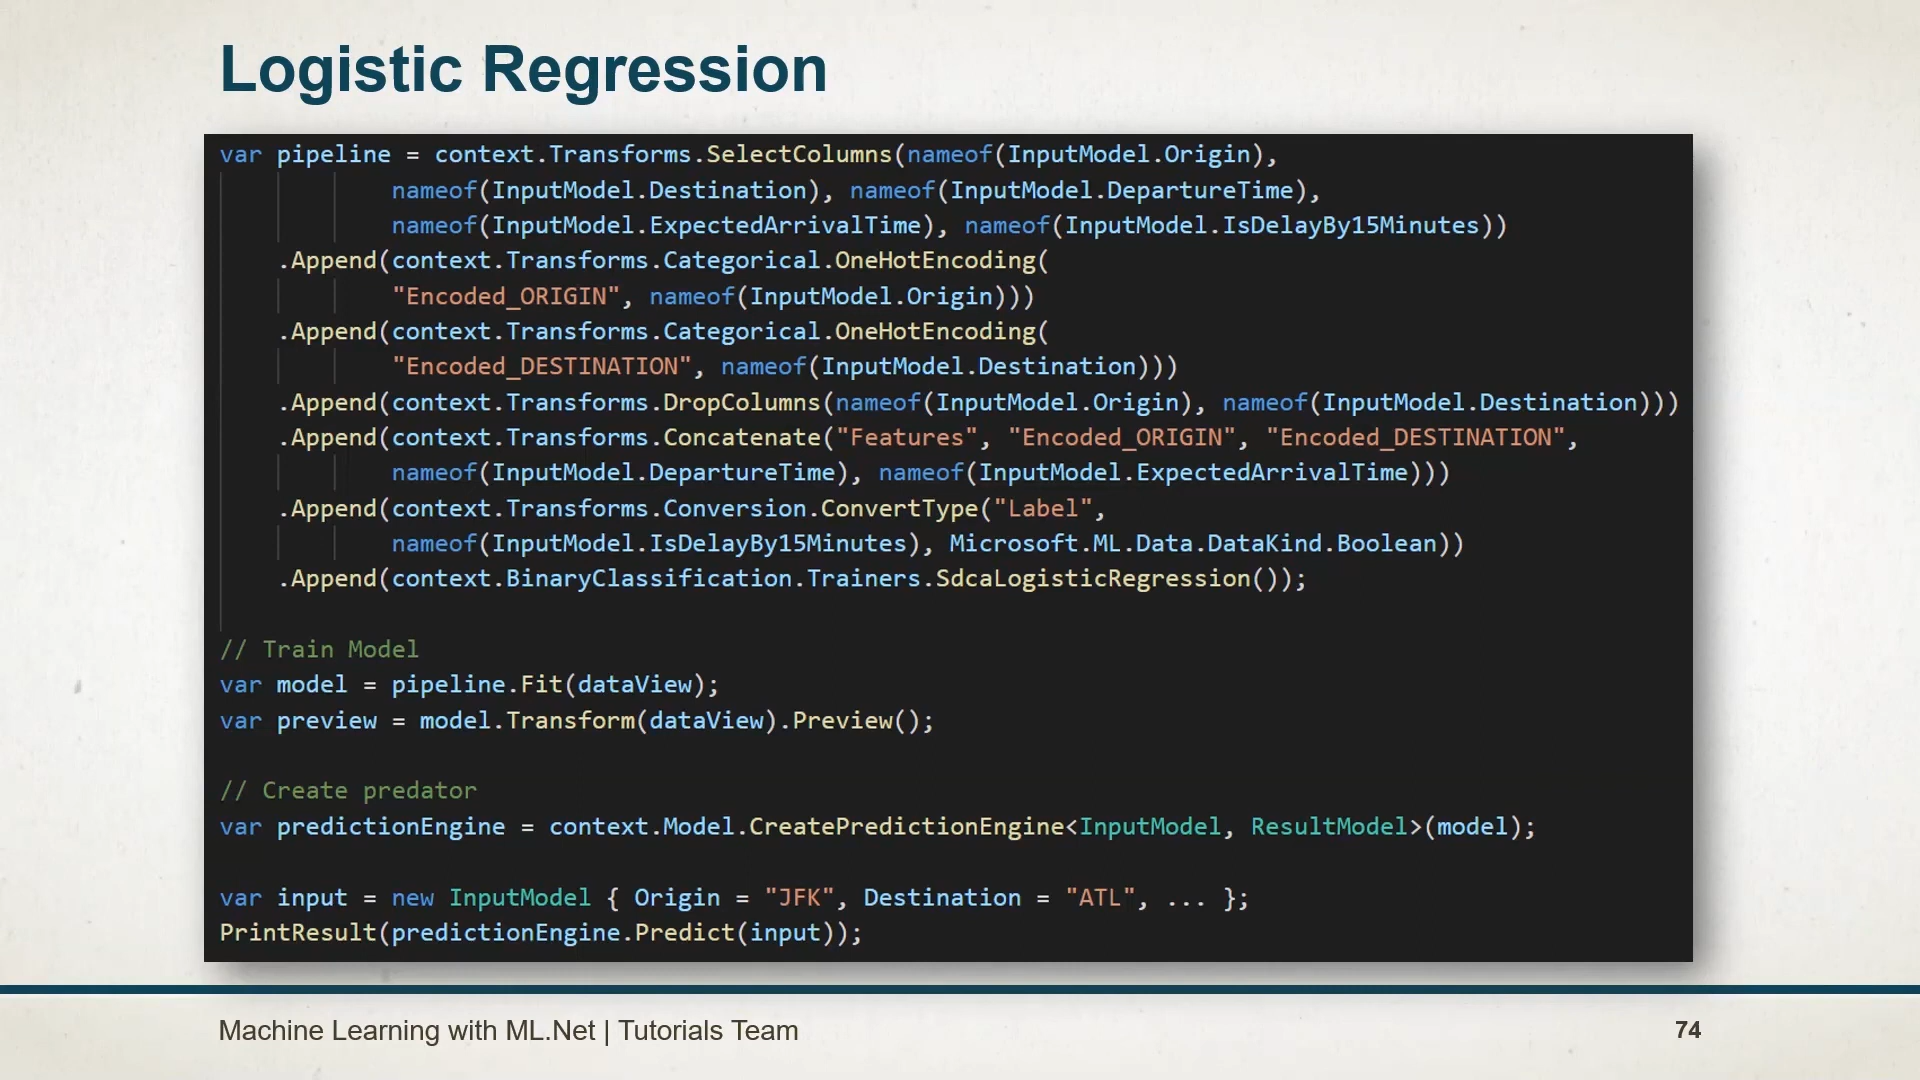 Logistic Regression
var pipeline = context.Transforms.SelectColumns(nameof(InputModel.Origin),
nameof(InputModel.Destination), nameof(InputModel.DepartureTime),
nameof(InputModel.ExpectedArrivalTime), nameof(InputModel.IsDelayBy15Minutes))
.Append(context.Transforms.Categorical.OneHotEncoding(
"Encoded_ORIGIN", nameof(InputModel.Origin)))
.Append(context.Transforms.Categorical.OneHotEncoding(
"Encoded_DESTINATION", nameof(InputModel.Destination)))
.Append(context.Transforms.DropColumns(nameof(InputModel.Origin), nameof(InputModel.Destination)))
.Append(context.Transforms.Concatenate("Features", "Encoded_ORIGIN", "Encoded_DESTINATION",
nameof(InputModel.DepartureTime), nameof(InputModel.ExpectedArrivalTime)))
.Append(context.Transforms.Conversion.ConvertType("Label",
nameof(InputModel.IsDelayBy15Minutes), Microsoft.ML.Data.DataKind.Boolean))
.Append(context.BinaryClassification.Trainers.SdcaLogisticRegression());
// Train Model
var model = pipeline.Fit(dataView);
var preview = model.Transform(dataView).Preview();
// Create predator
var predictionEngine = context.Model.CreatePredictionEngine<InputModel, ResultModel>(model);
var input = new InputModel { Origin = "JFK", Destination = "ATL", ... };
PrintResult(predictionEngine.Predict(input));
Machine Learning with ML.Net | Tutorials Team
74